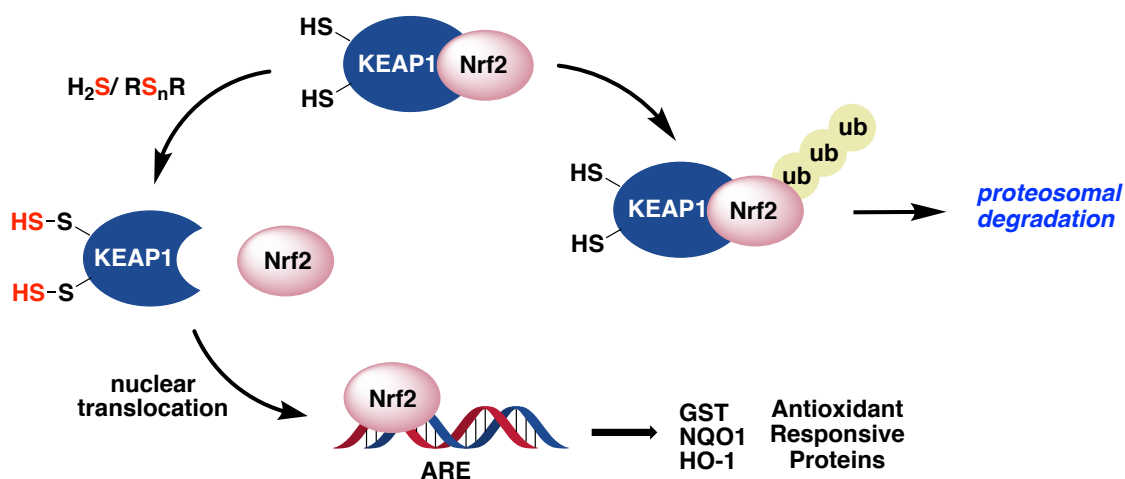 HS
KEAP1
Nrf2
HS
H2S/ RSnR
ub
ub
ub
HS
KEAP1
Nrf2
HS
proteosomal
degradation
HS-S
KEAP1
Nrf2
HS-S
nuclear
translocation
Nrf2
ARE
GST
NQO1
HO-1
Antioxidant
Responsive
Proteins